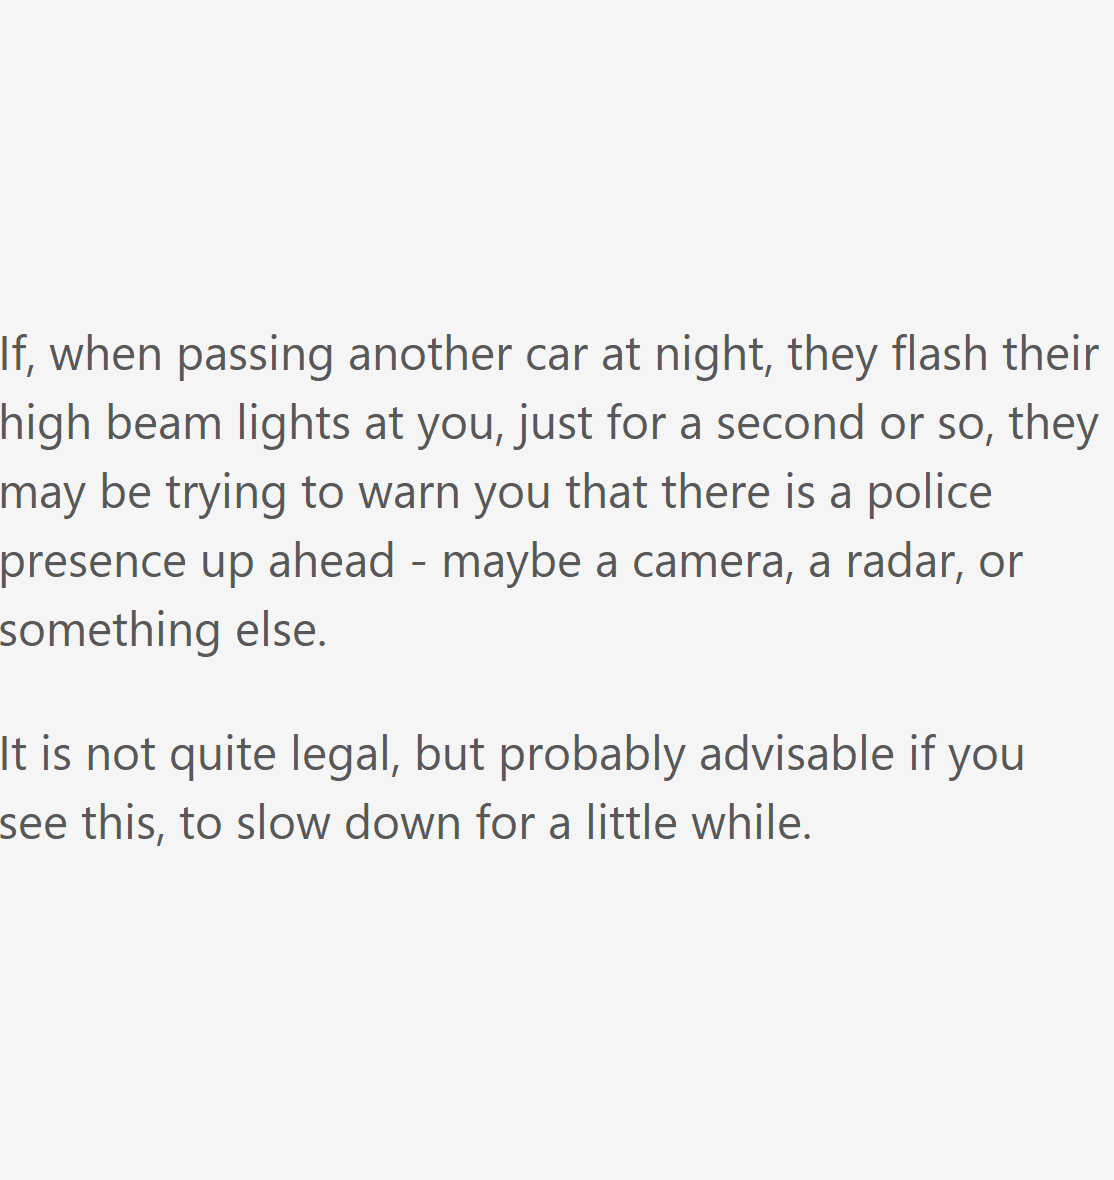 If, when passing another car at night, they flash their
high beam lights at you, just for a second or so, they
may be trying to warn you that there is a police
presence up ahead - maybe a camera, a radar, or
something else.
It is not quite legal, but probably advisable if you
see this, to slow down for a little while.